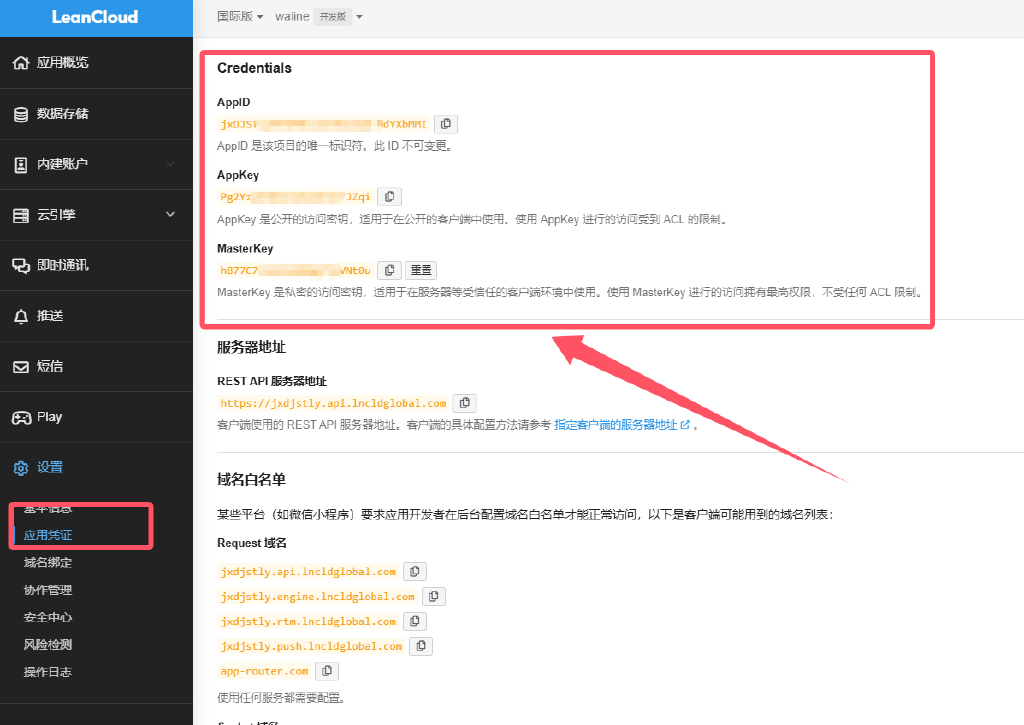 LeanCloud
国际版 waline 开发版
应用概览
数据存储
内建账户
云引擎
即时通讯
推送
短信
Play
设置
基本信息
应用凭证
域名绑定
协作管理
安全中心
风险检测
操作日志
Credentials
AppID
AppID 是该项目的唯一标识符。此 ID 不可变更。
AppKey
AppKey 是公开的访问密钥，适用于在公开的客户端中使用。使用 AppKey 进行的访问受到 ACL 的限制。
MasterKey
重置
MasterKey 是私密的访问密钥，适用于在服务器等受信任的客户端环境中使用。使用 MasterKey 进行的访问拥有最高权限，不受任何 ACL 限制。
服务器地址
REST API 服务器地址
https://jxdjstly.api.lncldglobal.com
客户端使用的 REST API 服务器地址。客户端的具体配置方法请参考 指定客户端的服务器地址 。
域名白名单
某些平台（如微信小程序）要求应用开发者在后台配置域名白名单才能正常访问，以下是客户端可能用到的域名列表：
Request 域名
jxdjstly.api.lncldglobal.com
jxdjstly.engine.lncldglobal.com
jxdjstly.rtm.lncldglobal.com
jxdjstly.push.lncldglobal.com
app-router.com
使用任何服务都需要配置。